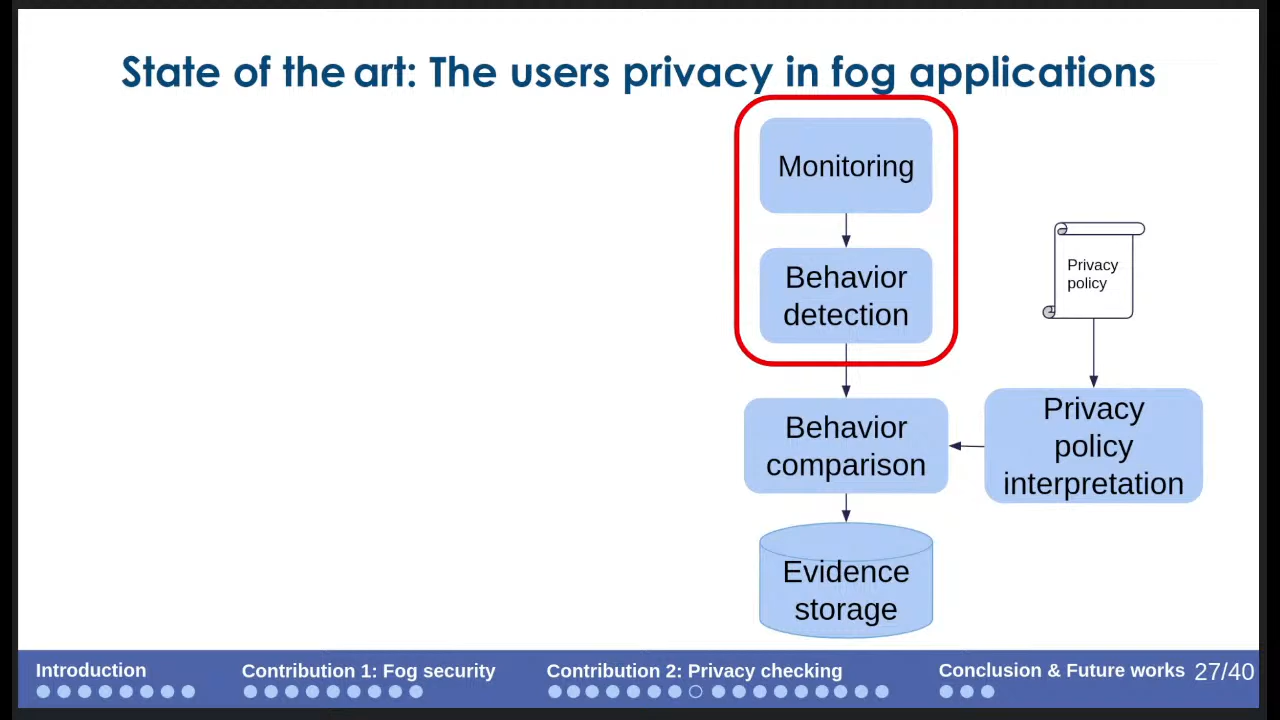 State of the art: The users privacy in fog applications
Monitoring
Behavior
detection
Privacy
policy
Behavior
comparison
Privacy
policy
interpretation
Evidence
storage
Introduction
Contribution 1: Fog security
Contribution 2: Privacy checking
Conclusion & Future works
27/40